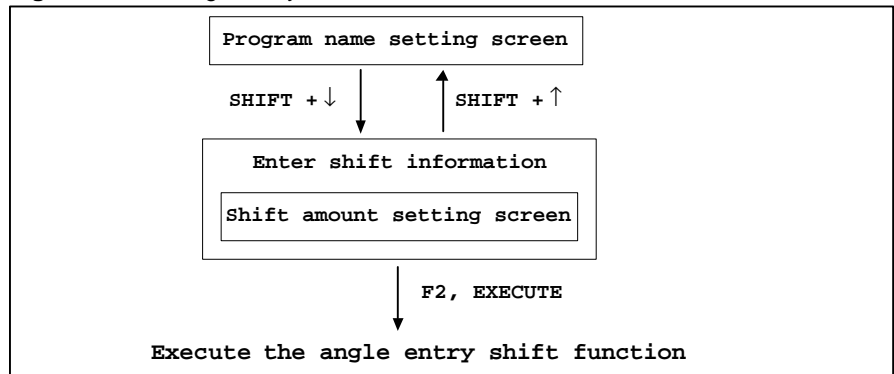 Program name setting screen
SHIFT + ↓ SHIFT + ↑
Enter shift information
Shift amount setting screen
F2, EXECUTE
Execute the angle entry shift function